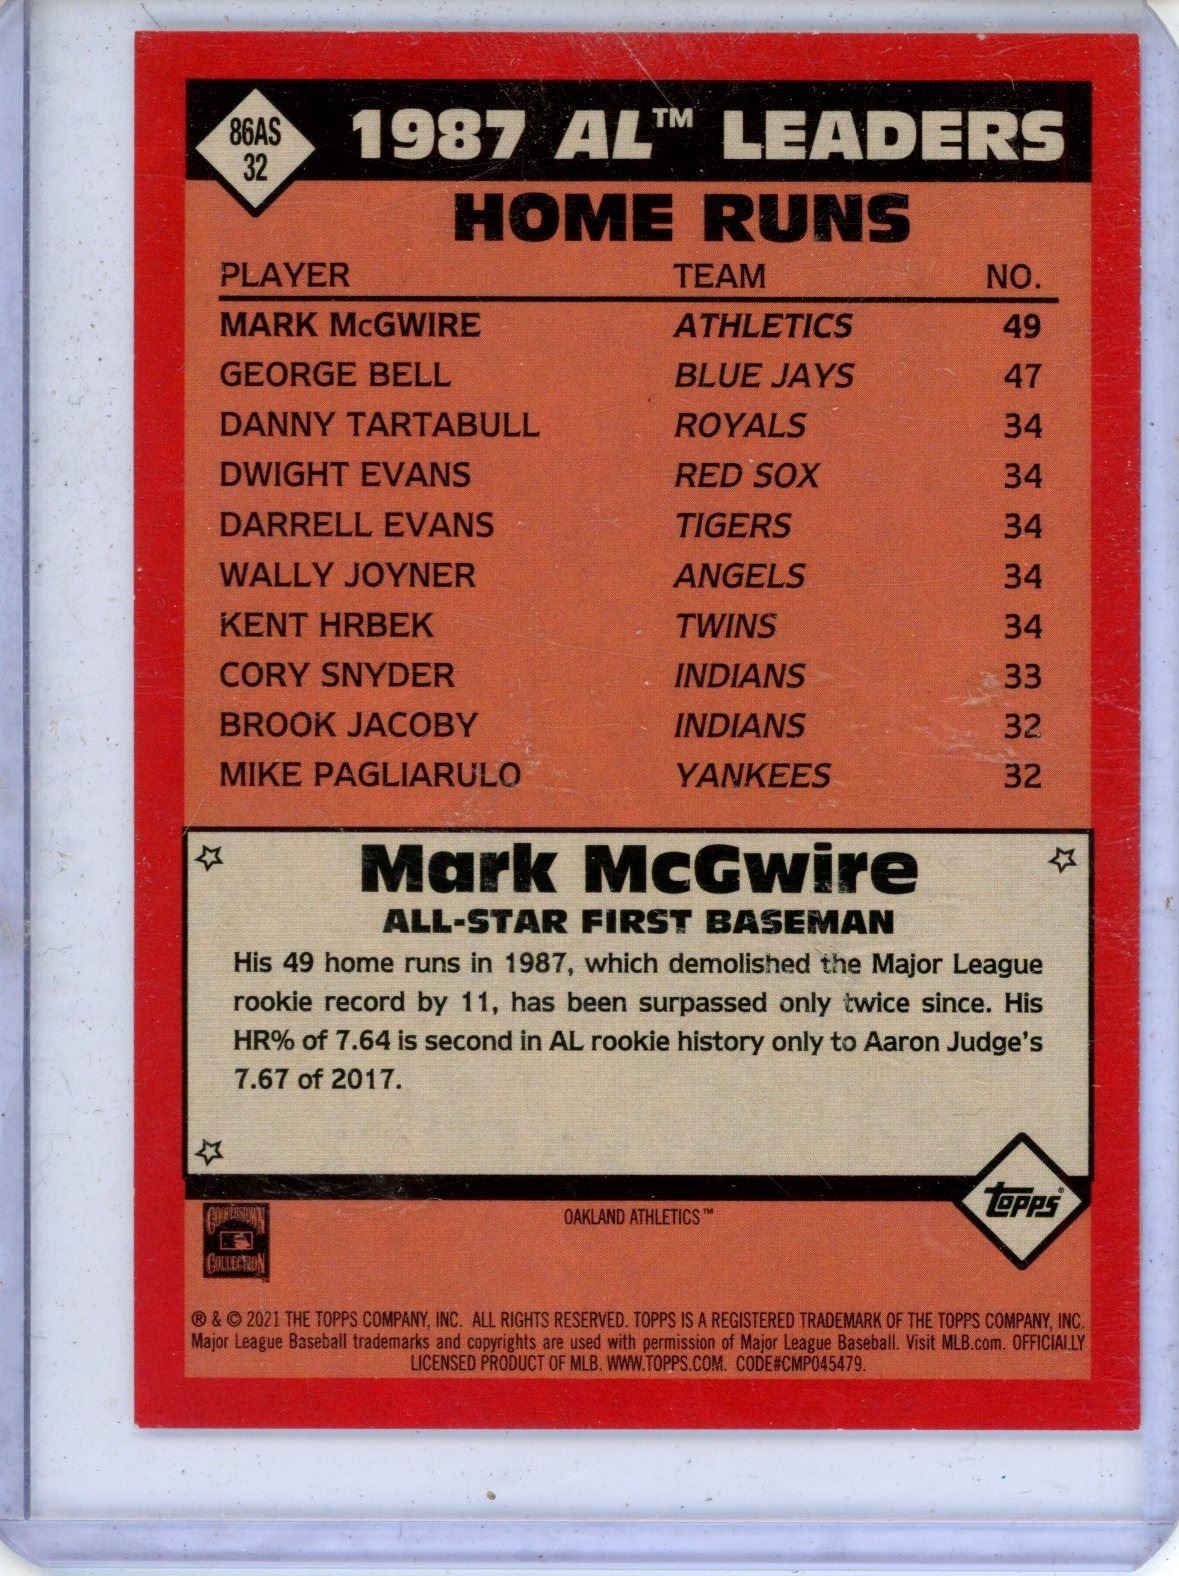 86AS
32
1987 AL™ LEADERS
HOME RUNS
PLAYER TEAM NO.
MARK McGWIRE ATHLETICS 49
GEORGE BELL BLUE JAYS 47
DANNY TARTABULL ROYALS 34
DWIGHT EVANS RED SOX 34
DARRELL EVANS TIGERS 34
WALLY JOYNER ANGELS 34
KENT HRBEK TWINS 34
CORY SNYDER INDIANS 33
BROOK JACOBY INDIANS 32
MIKE PAGLIARULO YANKEES 32
Mark McGwire
ALL-STAR FIRST BASEMAN
His 49 home runs in 1987, which demolished the Major League
rookie record by 11, has been surpassed only twice since. His
HR% of 7.64 is second in AL rookie history only to Aaron Judge's
7.67 of 2017.
topps®
COOPERSTOWN
COLLECTION™
OAKLAND ATHLETICS™
® & © 2021 THE TOPPS COMPANY, INC. ALL RIGHTS RESERVED. TOPPS IS A REGISTERED TRADEMARK OF THE TOPPS COMPANY, INC.
Major League Baseball trademarks and copyrights are used with permission of Major League Baseball. Visit MLB.com. OFFICIALLY
LICENSED PRODUCT OF MLB. WWW.TOPPS.COM. CODE#CMP045479.